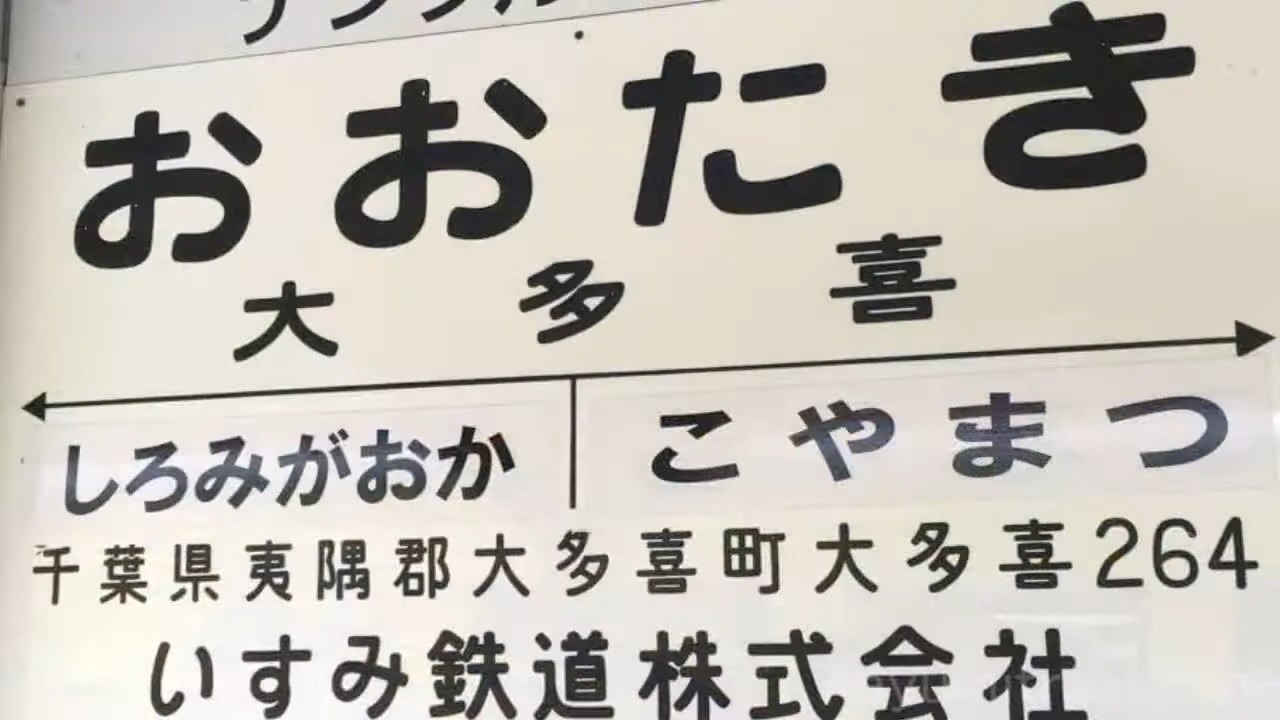 おおたき
大多喜
しろみがおか こやまつ
千葉県夷隅郡大多喜町大多喜264
いすみ鉄道株式会社